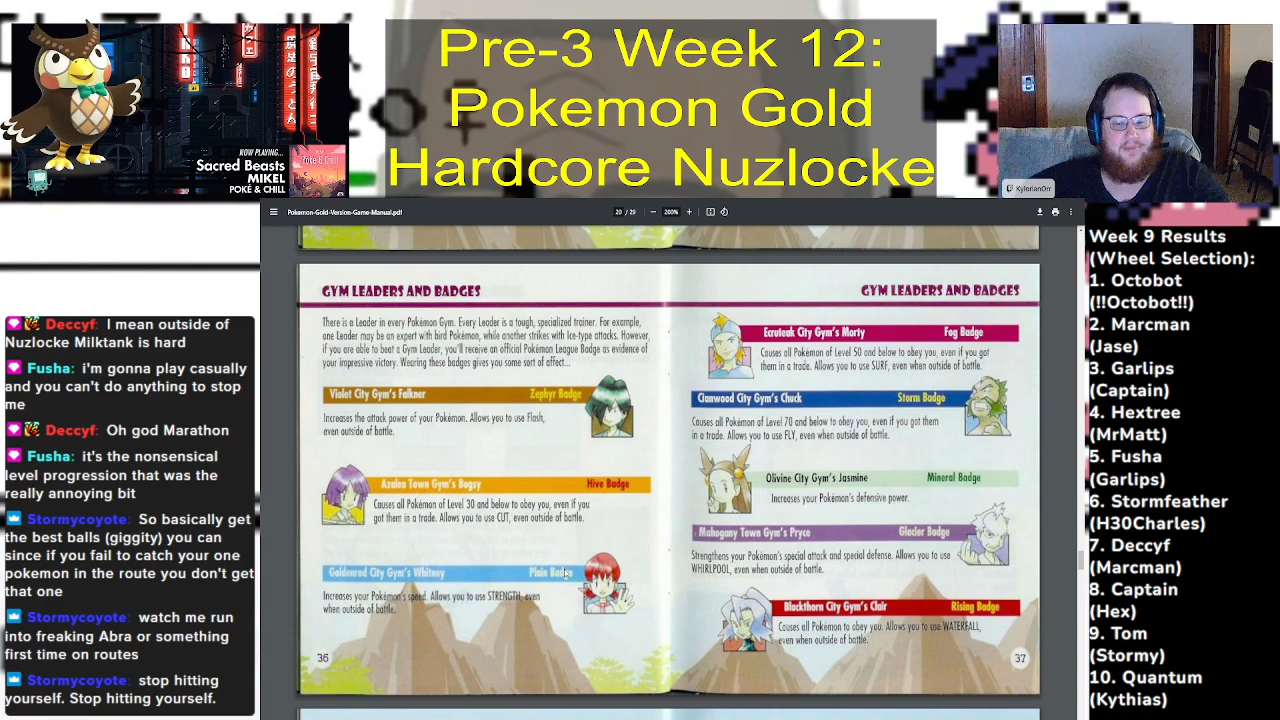 Pre-3 Week 12:
Pokemon Gold
Hardcore Nuzlocke
NOW PLAYING...
Sacred Beasts
MIKEL
POKÉ & CHILL
Poké & Chill
KylorianOrr
Pokemon-Gold-Version-Game-Manual.pdf
20 / 29
200%
Deccyf: I mean outside of
Nuzlocke Milktank is hard
Fusha: i'm gonna play casually
and you can't do anything to stop
me
Deccyf: Oh god Marathon
Fusha: it's the nonsensical
level progression that was the
really annoying bit
Stormycoyote: So basically get
the best balls (giggity) you can
since if you fail to catch your one
pokemon in the route you don't get
that one
Stormycoyote: watch me run
into freaking Abra or something
first time on routes
Stormycoyote: stop hitting
yourself. Stop hitting yourself.
GYM LEADERS AND BADGES
There is a Leader in every Pokémon Gym. Every Leader is a tough, specialized trainer. For example,
one Leader may be an expert with bird Pokémon, while another strikes with Ice-type attacks. However,
if you are able to beat a Gym Leader, you'll receive an official Pokémon League Badge as evidence of
your impressive victory. Wearing these badges gives you some sort of affect...
Violet City Gym's Falkner Zephyr Badge
Increases the attack power of your Pokémon. Allows you to use Flash,
even outside of battle.
Azalea Town Gym's Bugsy Hive Badge
Causes all Pokémon of Level 30 and below to obey you, even if you
got them in a trade. Allows you to use CUT, even outside of battle.
Goldenrod City Gym's Whitney Plain Badge
Increases your Pokémon's speed. Allows you to use STRENGTH, even
when outside of battle.
36
GYM LEADERS AND BADGES
Ecruteak City Gym's Morty Fog Badge
Causes all Pokémon of Level 50 and below to obey you, even if you got
them in a trade. Allows you to use SURF, even when outside of battle.
Cianwood City Gym's Chuck Storm Badge
Causes all Pokémon of Level 70 and below to obey you, even if you got them
in a trade. Allows you to use FLY, even when outside of battle.
Olivine City Gym's Jasmine Mineral Badge
Increases your Pokémon's defensive power.
Mahogany Town Gym's Pryce Glacier Badge
Strengthens your Pokémon's special attack and special defense. Allows you to use
WHIRLPOOL, even when outside of battle.
Blackthorn City Gym's Clair Rising Badge
Causes all Pokémon to obey you. Allows you to use WATERFALL,
even when outside of battle.
37
Week 9 Results
(Wheel Selection):
1. Octobot
(!!Octobot!!)
2. Marcman
(Jase)
3. Garlips
(Captain)
4. Hextree
(MrMatt)
5. Fusha
(Garlips)
6. Stormfeather
(H30Charles)
7. Deccyf
(Marcman)
8. Captain
(Hex)
9. Tom
(Stormy)
10. Quantum
(Kythias)